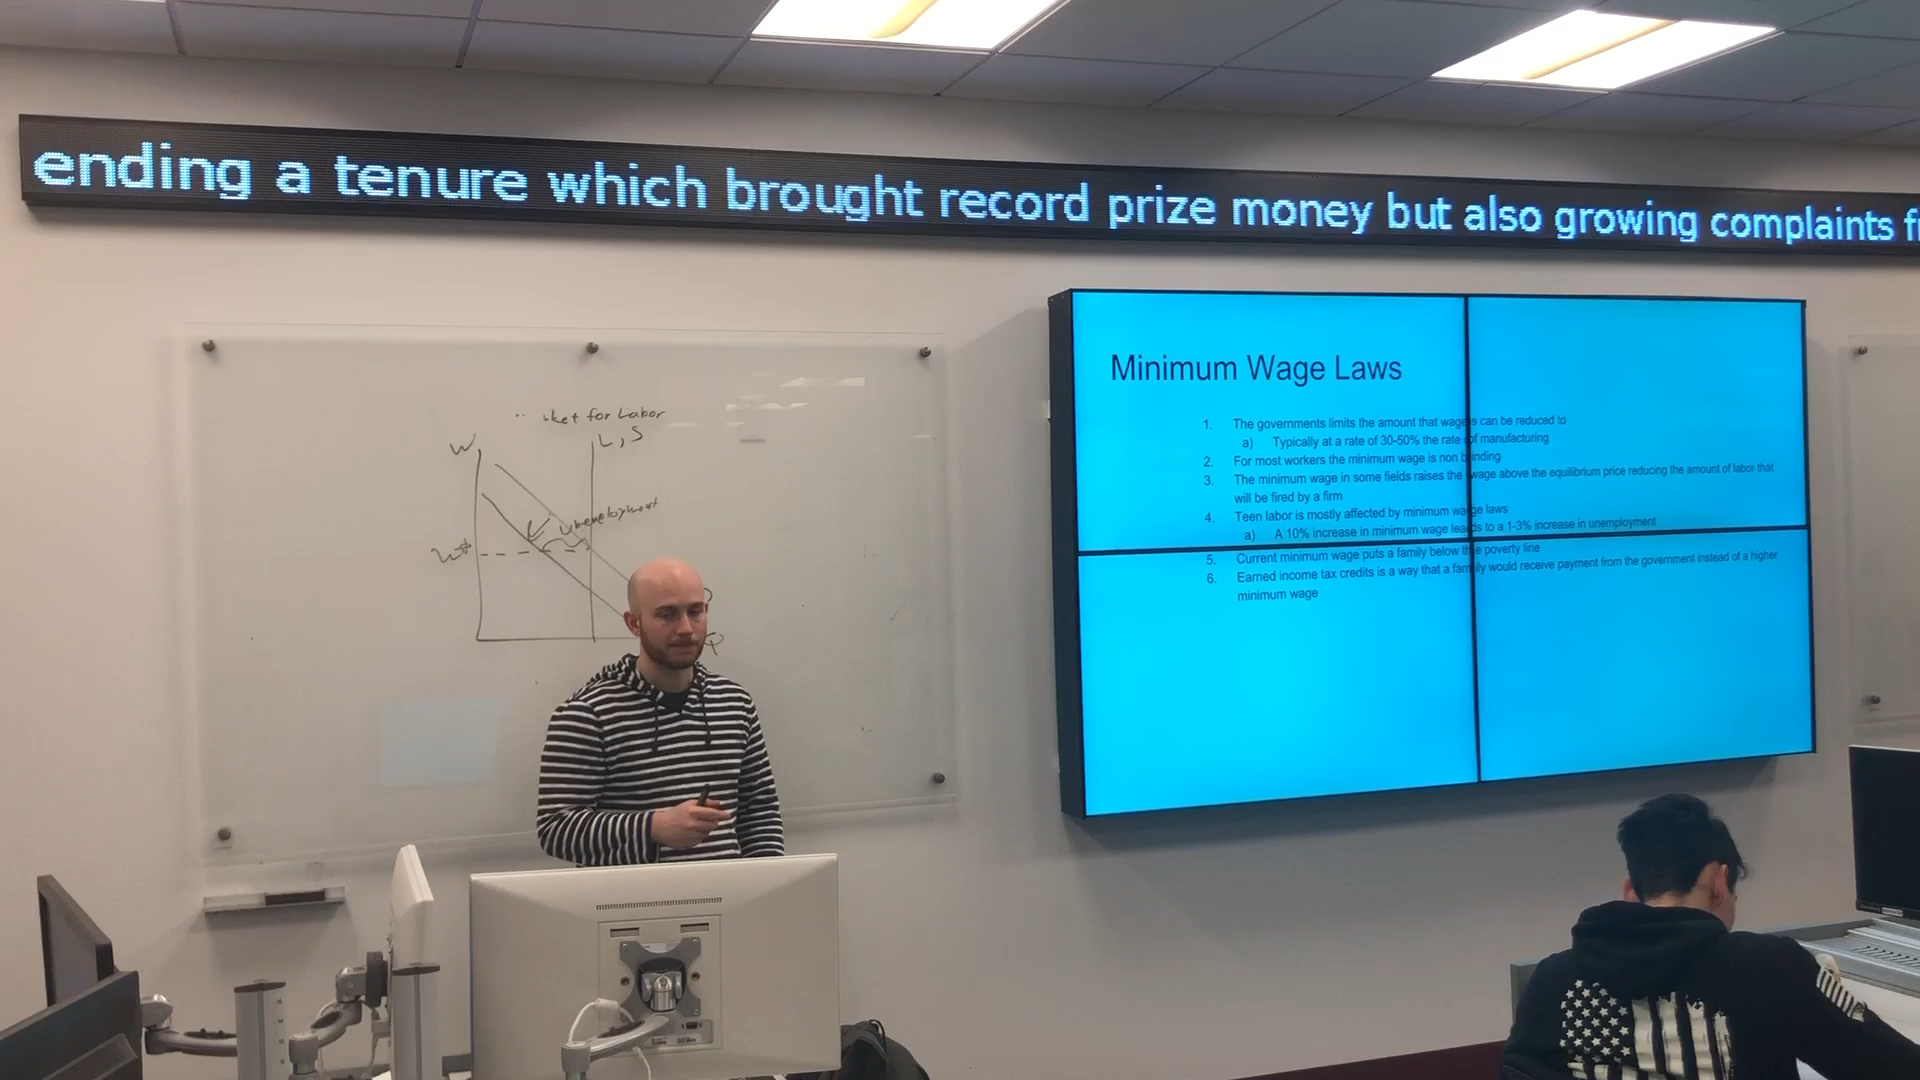 ending a tenure which brought record prize money but also growing complaints
ket for Labor
W
L, S
Unemployment
W*
Minimum Wage Laws
1. The governments limits the amount that wages can be reduced to
a) Typically at a rate of 30-50% the rate of manufacturing
2. For most workers the minimum wage is non binding
3. The minimum wage in some fields raises the wage above the equilibrium price reducing the amount of labor that
will be fired by a firm
4. Teen labor is mostly affected by minimum wage laws
a) A 10% increase in minimum wage leads to a 1-3% increase in unemployment
5. Current minimum wage puts a family below the poverty line
6. Earned income tax credits is a way that a family would receive payment from the government instead of a higher
minimum wage